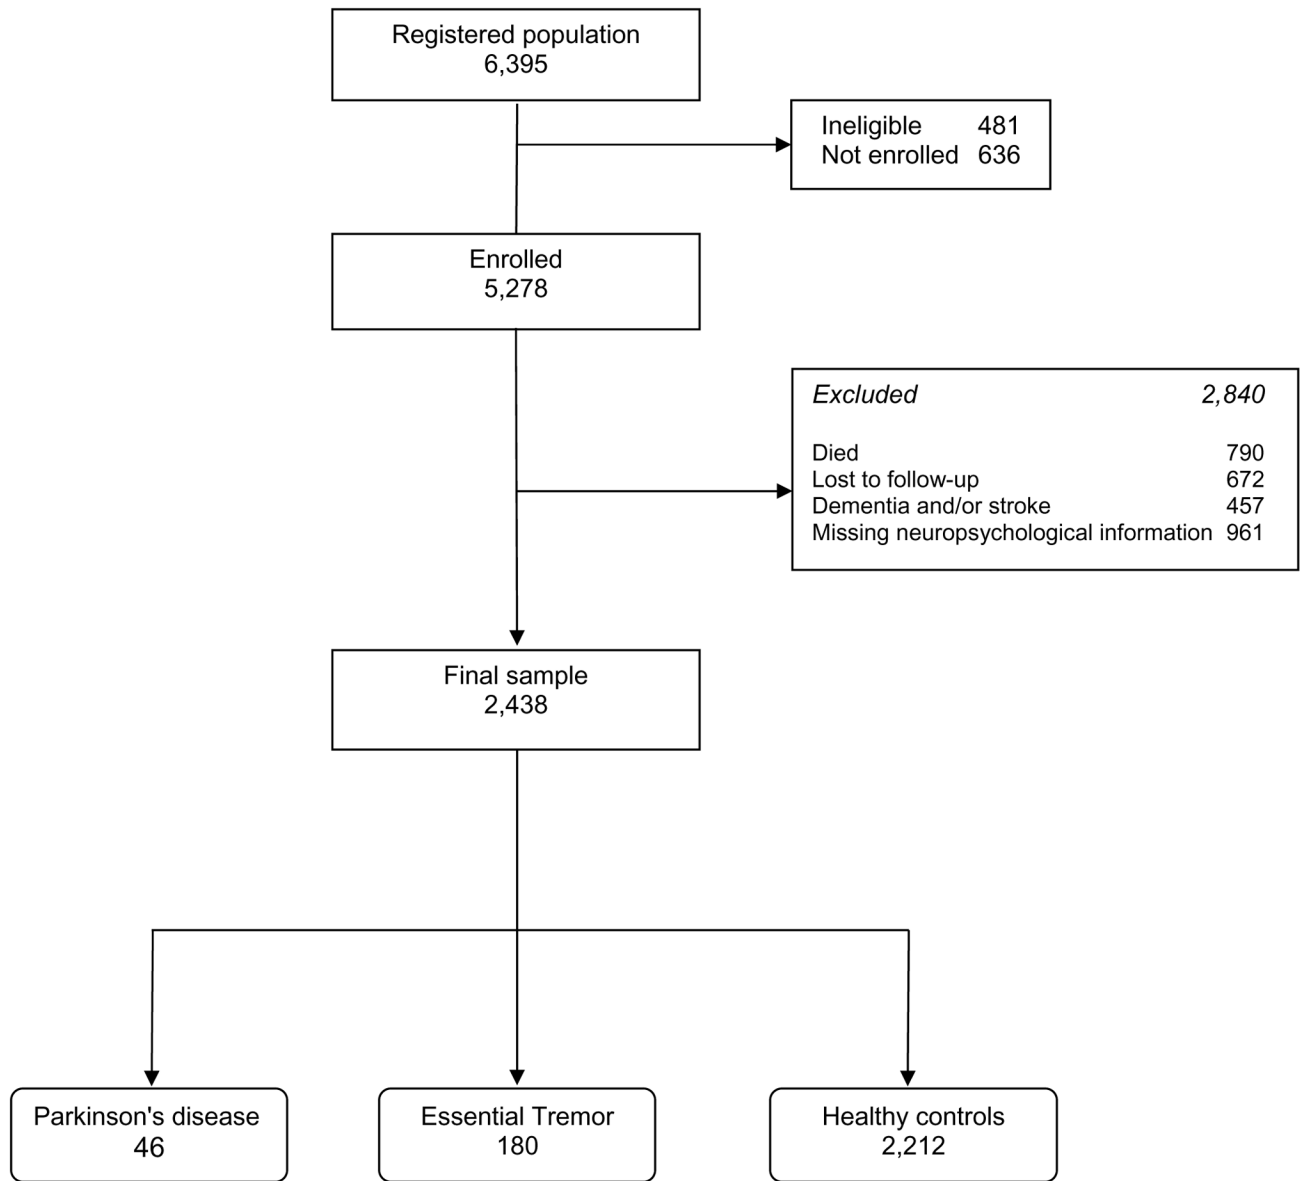 Registered population
6,395
Ineligible 481
Not enrolled 636
Enrolled
5,278
Excluded 2,840
Died 790
Lost to follow-up 672
Dementia and/or stroke 457
Missing neuropsychological information 961
Final sample
2,438
Parkinson's disease
46
Essential Tremor
180
Healthy controls
2,212